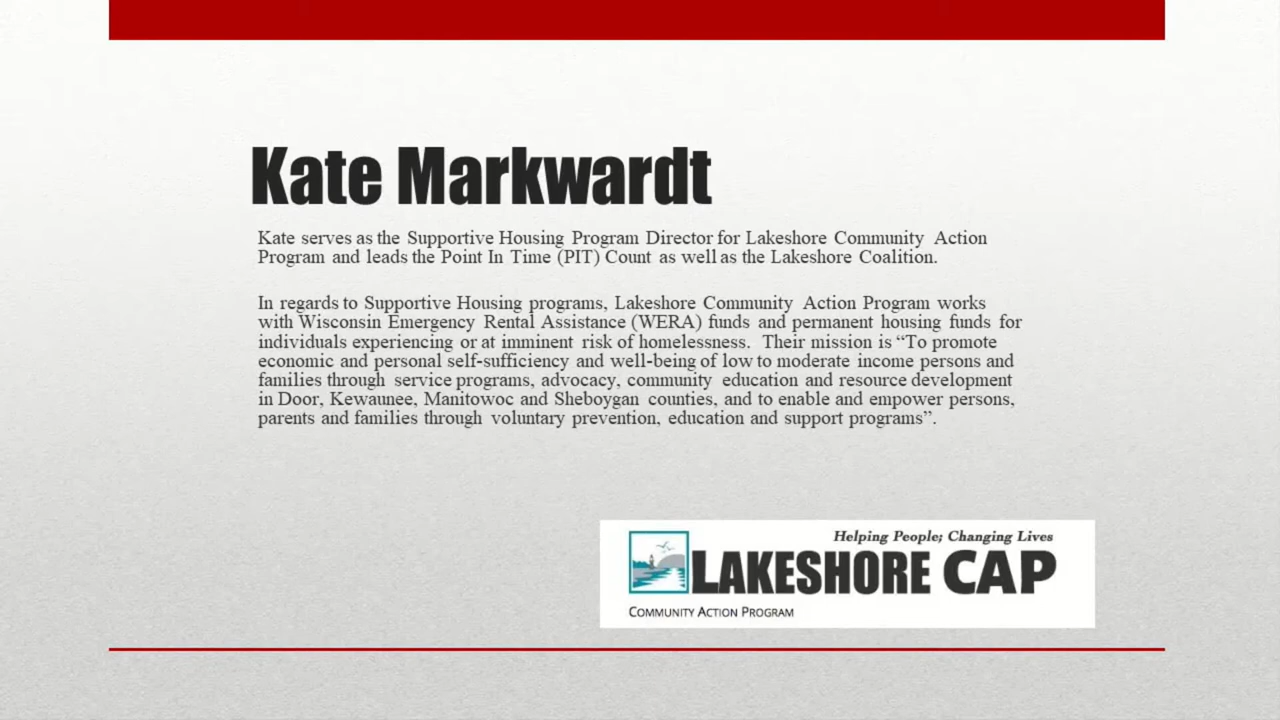 Kate Markwardt
Kate serves as the Supportive Housing Program Director for Lakeshore Community Action
Program and leads the Point In Time (PIT) Count as well as the Lakeshore Coalition.
In regards to Supportive Housing programs, Lakeshore Community Action Program works
with Wisconsin Emergency Rental Assistance (WERA) funds and permanent housing funds for
individuals experiencing or at imminent risk of homelessness. Their mission is “To promote
economic and personal self-sufficiency and well-being of low to moderate income persons and
families through service programs, advocacy, community education and resource development
in Door, Kewaunee, Manitowoc and Sheboygan counties, and to enable and empower persons,
parents and families through voluntary prevention, education and support programs”.
Helping People; Changing Lives
LAKESHORE CAP
COMMUNITY ACTION PROGRAM